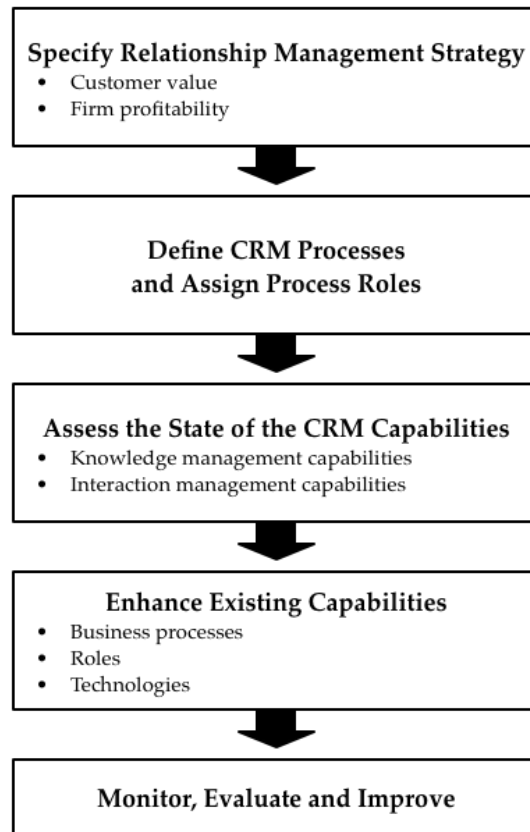 Specify Relationship Management Strategy
• Customer value
• Firm profitability
Define CRM Processes
and Assign Process Roles
Assess the State of the CRM Capabilities
• Knowledge management capabilities
• Interaction management capabilities
Enhance Existing Capabilities
• Business processes
• Roles
• Technologies
Monitor, Evaluate and Improve